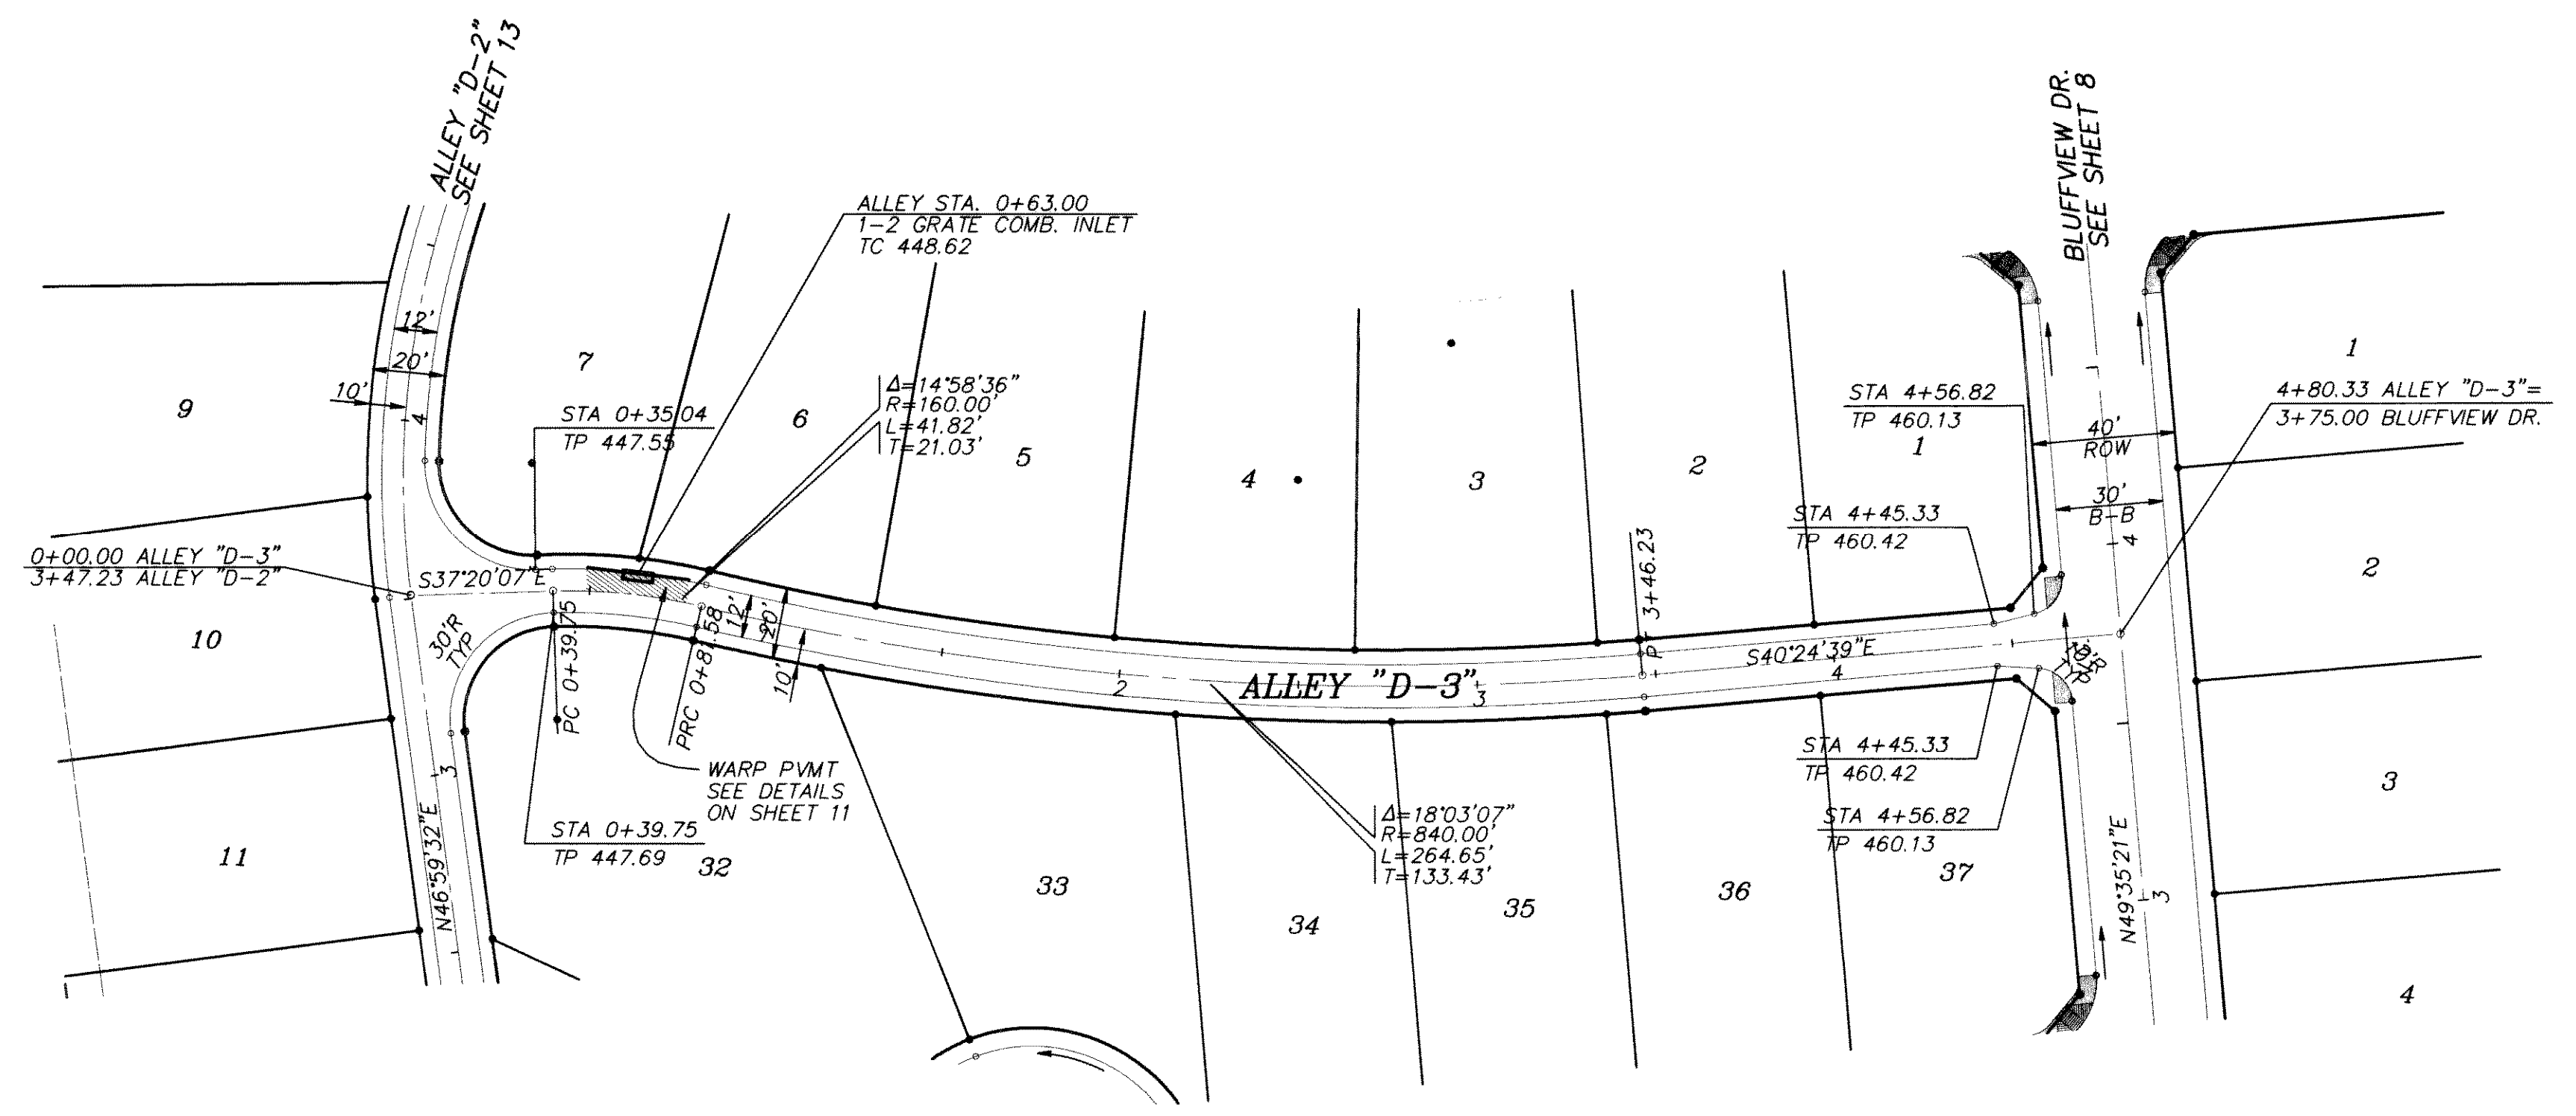 ALLEY "D-2"
SEE SHEET 13
BLUFFVIEW DR.
SEE SHEET 8
ALLEY STA. 0+63.00
1-2 GRATE COMB. INLET
TC 448.62
12'
20'
10'
4
9
7
6
5
4
3
2
1
1
STA 0+35.04
TP 447.55
Δ=14°58'36"
R=160.00'
L=41.82'
T=21.03'
STA 4+56.82
TP 460.13
40'
ROW
30'
B-B
4
4+80.33 ALLEY "D-3"=
3+75.00 BLUFFVIEW DR.
STA 4+45.33
TP 460.42
0+00.00 ALLEY "D-3"
3+47.23 ALLEY "D-2"
S37°20'07"E
30'R
TYP
10
PC 0+39.75
PRC 0+81.58
12'
20'
10'
2
ALLEY "D-3"
3
3+46.23
S40°24'39"E
4
2
3
WARP PVMT
SEE DETAILS
ON SHEET 11
STA 0+39.75
TP 447.69
N46°59'32"E
11
32
33
34
35
36
37
Δ=18°03'07"
R=840.00'
L=264.65'
T=133.43'
STA 4+45.33
TP 460.42
STA 4+56.82
TP 460.13
N49°35'21"E
3
3
4